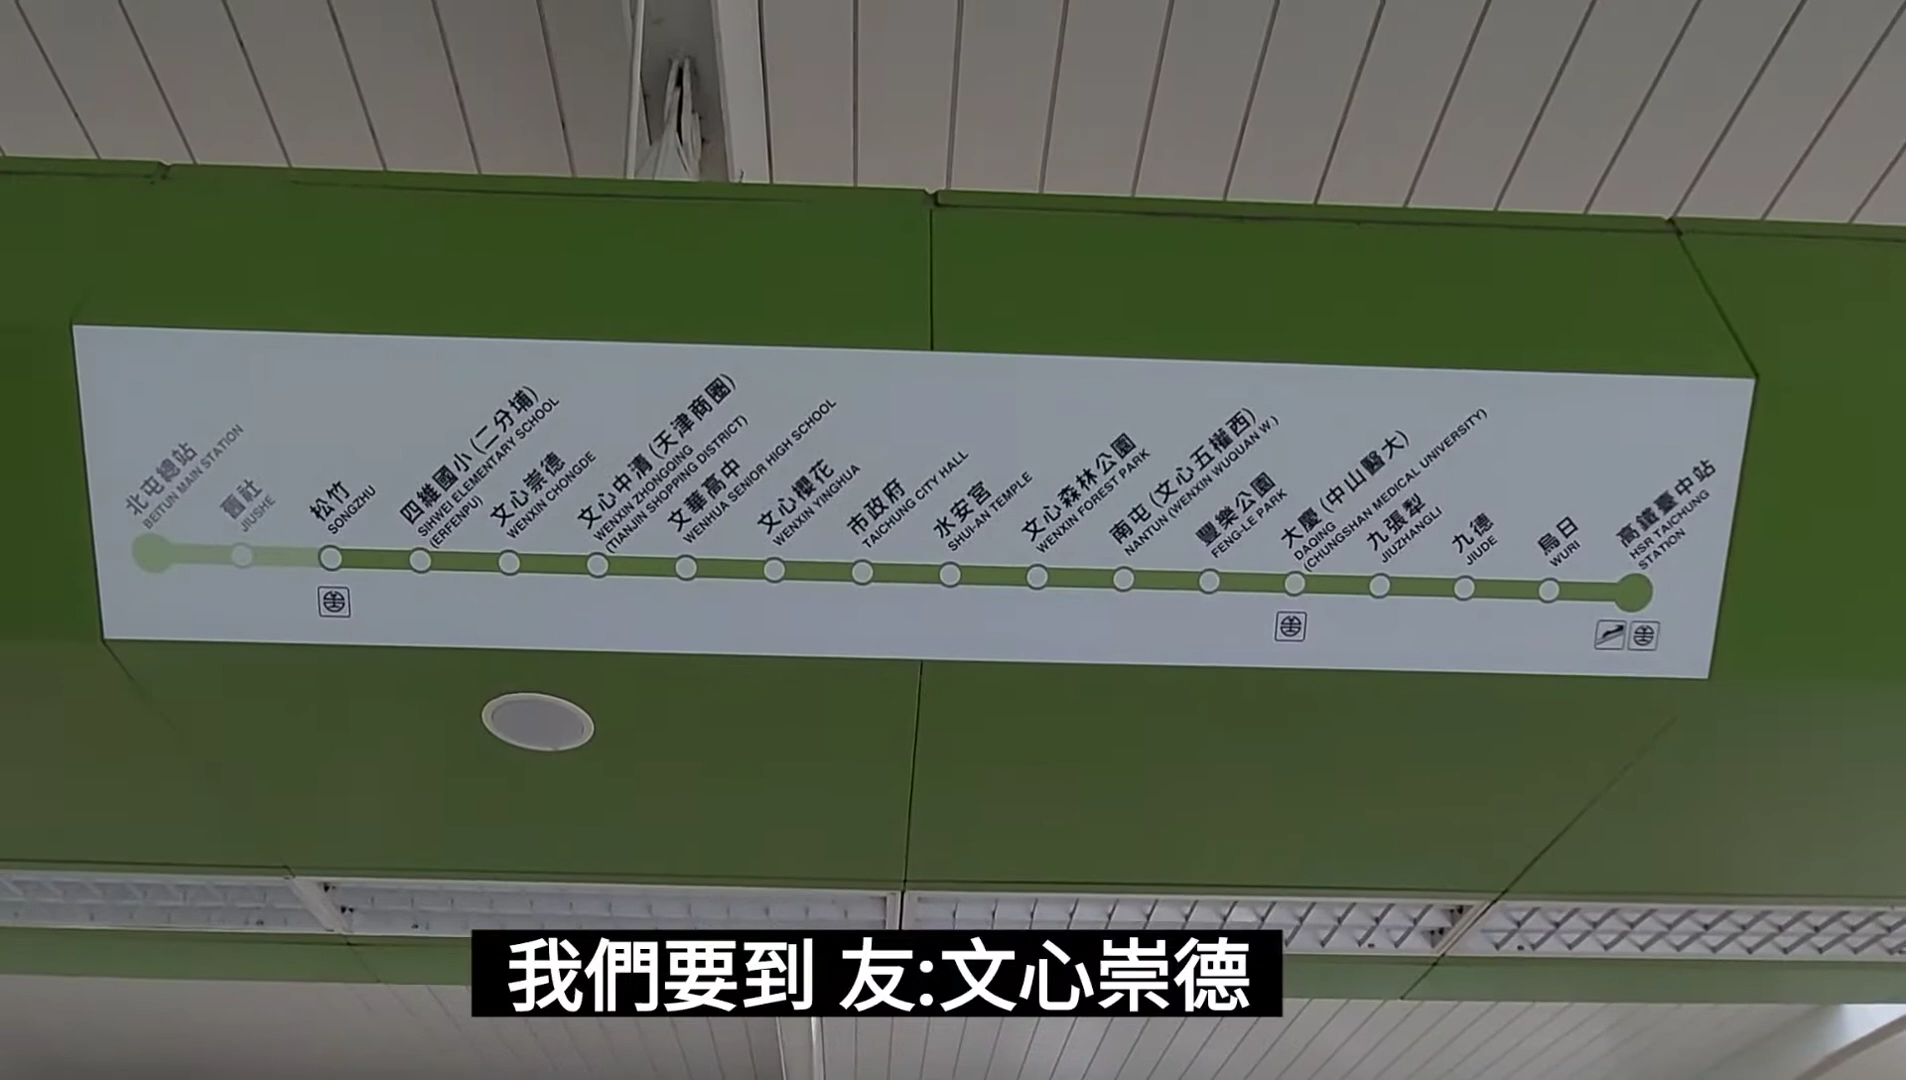 北屯總站
BEITUN MAIN STATION
舊社
JIUSHE
松竹
SONGZHU
四維國小 (二分埔)
SIHWEI ELEMENTARY SCHOOL
(ERFENPU)
文心崇德
WENXIN CHONGDE
文心中清 (天津商圈)
WENXIN ZHONGQING
(TIANJIN SHOPPING DISTRICT)
文華高中
WENHUA SENIOR HIGH SCHOOL
文心櫻花
WENXIN YINGHUA
市政府
TAICHUNG CITY HALL
水安宮
SHUI-AN TEMPLE
文心森林公園
WENXIN FOREST PARK
南屯 (文心五權西)
NANTUN (WENXIN WUQUAN W.)
豐樂公園
FENG-LE PARK
大慶 (中山醫大)
DAQING
(CHUNGSHAN MEDICAL UNIVERSITY)
九張犁
JIUZHANGLI
九德
JIUDE
烏日
WURI
高鐵臺中站
HSR TAICHUNG
STATION
我們要到 友:文心崇德